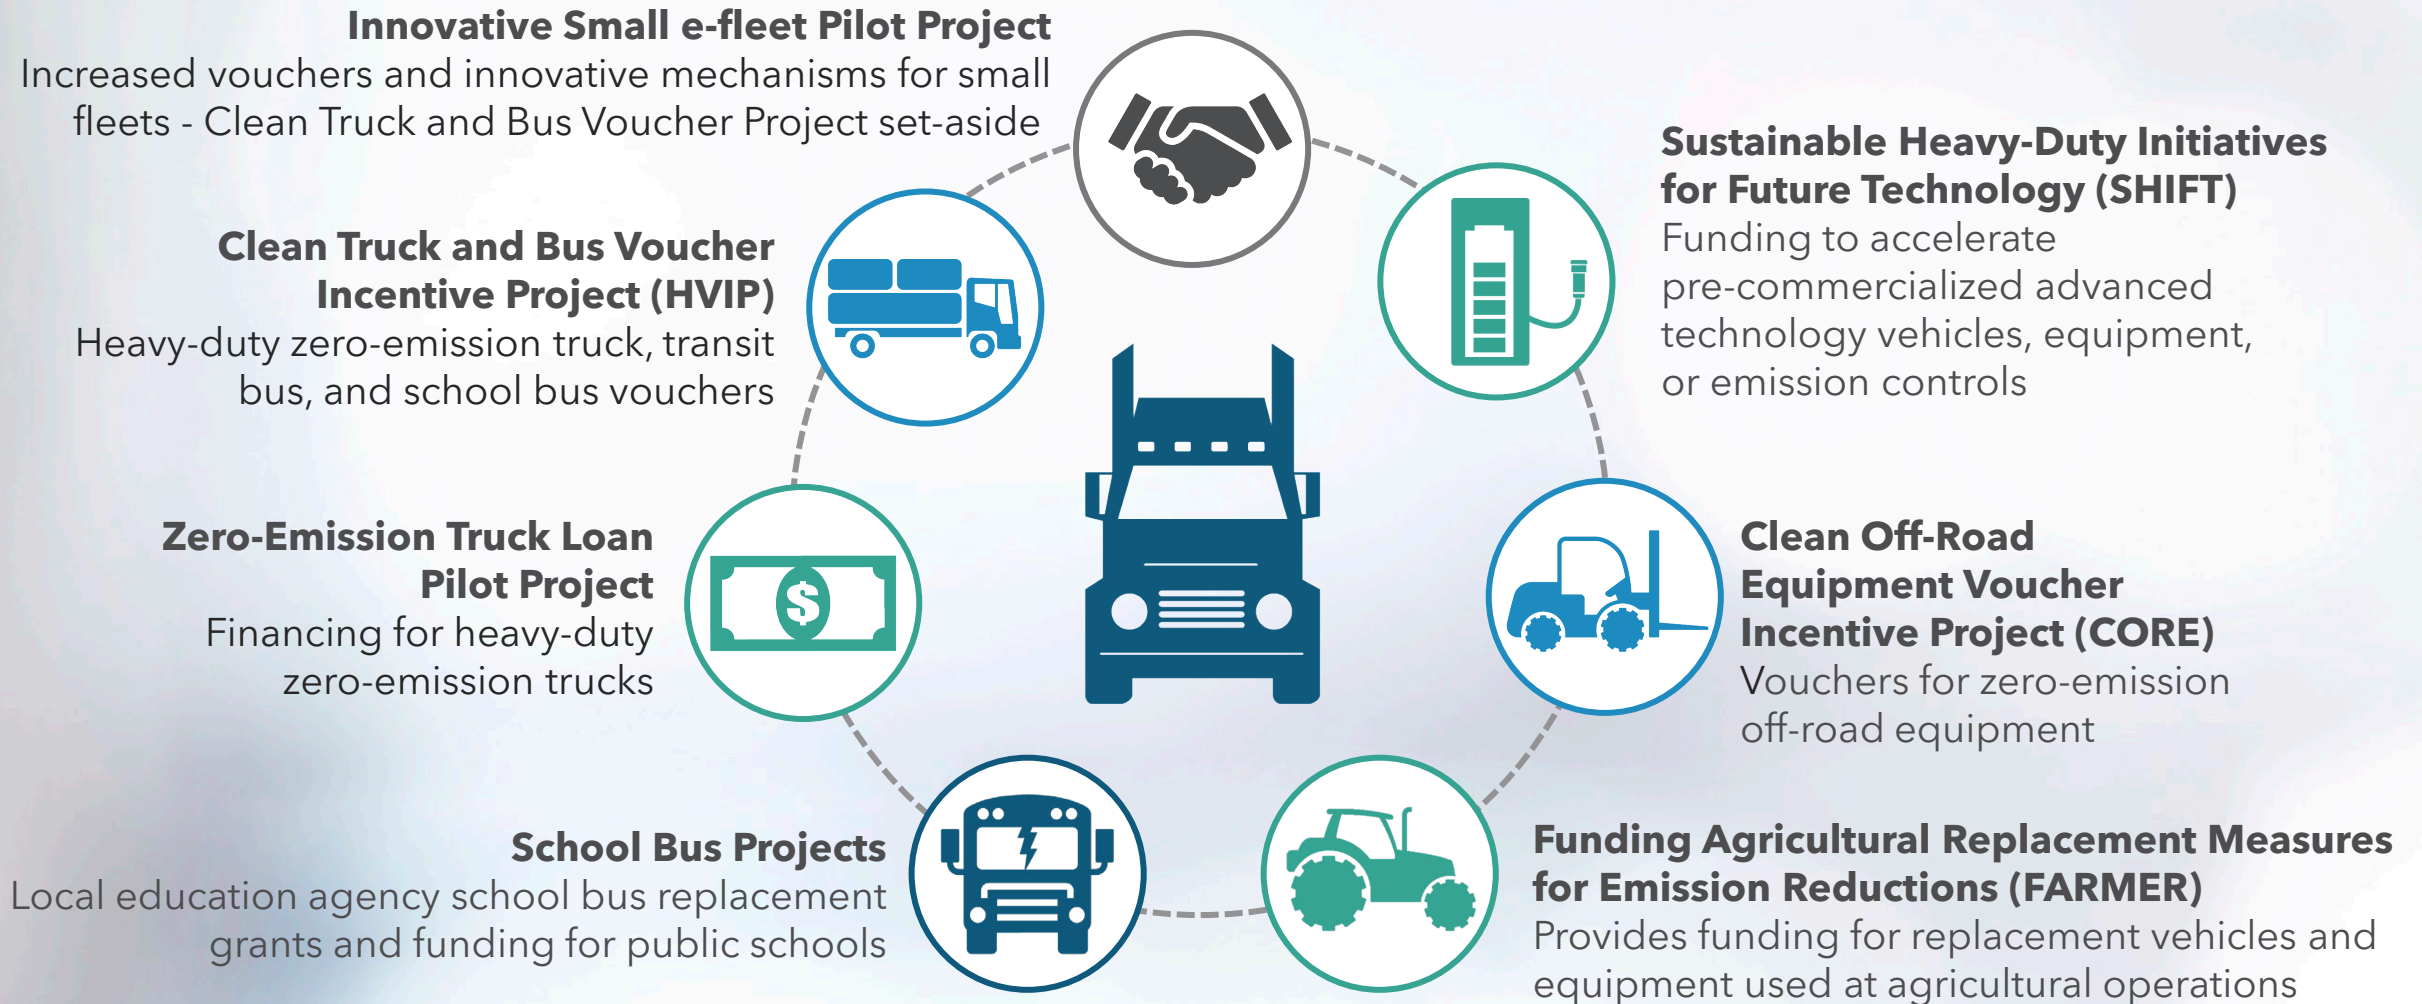 Innovative Small e-fleet Pilot Project
Increased vouchers and innovative mechanisms for small
fleets - Clean Truck and Bus Voucher Project set-aside
Clean Truck and Bus Voucher
Incentive Project (HVIP)
Heavy-duty zero-emission truck, transit
bus, and school bus vouchers
Zero-Emission Truck Loan
Pilot Project
Financing for heavy-duty
zero-emission trucks
$
School Bus Projects
Local education agency school bus replacement
grants and funding for public schools
Sustainable Heavy-Duty Initiatives
for Future Technology (SHIFT)
Funding to accelerate
pre-commercialized advanced
technology vehicles, equipment,
or emission controls
Clean Off-Road
Equipment Voucher
Incentive Project (CORE)
Vouchers for zero-emission
off-road equipment
Funding Agricultural Replacement Measures
for Emission Reductions (FARMER)
Provides funding for replacement vehicles and
equipment used at agricultural operations